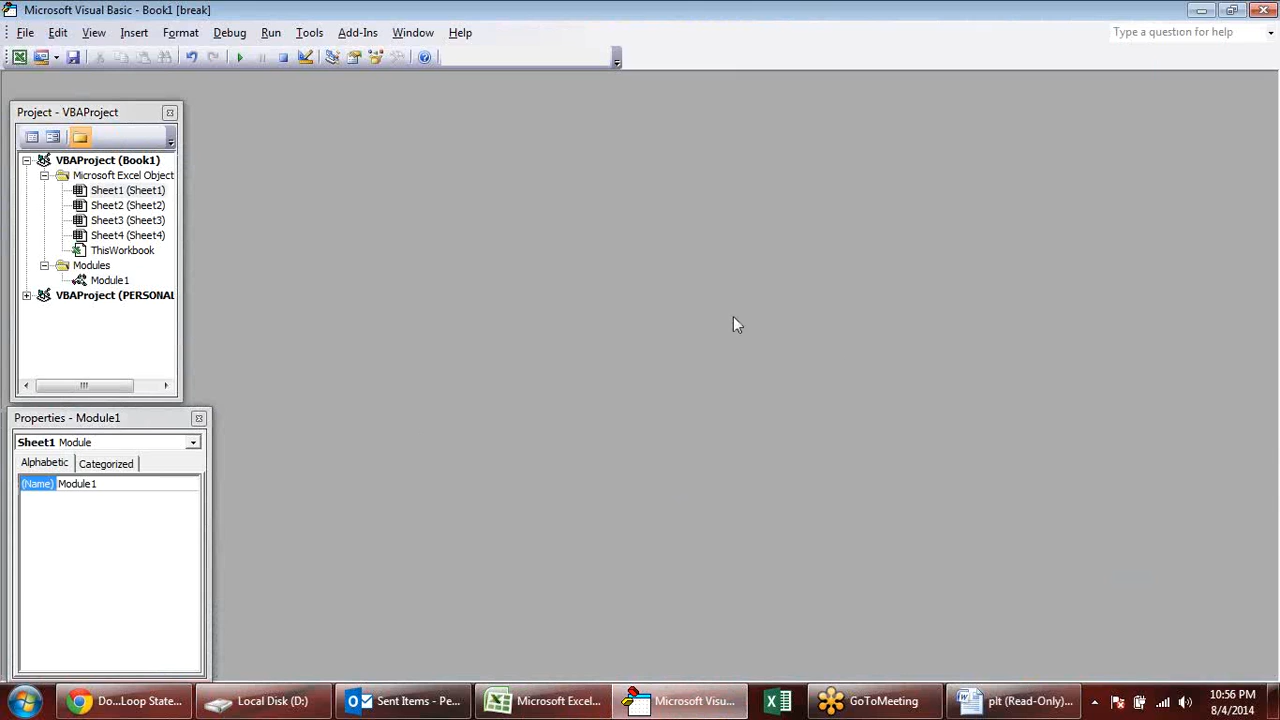 Microsoft Visual Basic - Book1 [break]
File Edit View Insert Format Debug Run Tools Add-Ins Window Help
Type a question for help
Project - VBAProject
VBAProject (Book1)
Microsoft Excel Object
Sheet1 (Sheet1)
Sheet2 (Sheet2)
Sheet3 (Sheet3)
Sheet4 (Sheet4)
ThisWorkbook
Modules
Module1
VBAProject (PERSONAL
Properties - Module1
Sheet1 Module
Alphabetic Categorized
(Name) Module1
Do...Loop State... Local Disk (D:) Sent Items - Pe... Microsoft Exce... Microsoft Visu... GoToMeeting plt (Read-Only)...
10:56 PM
8/4/2014